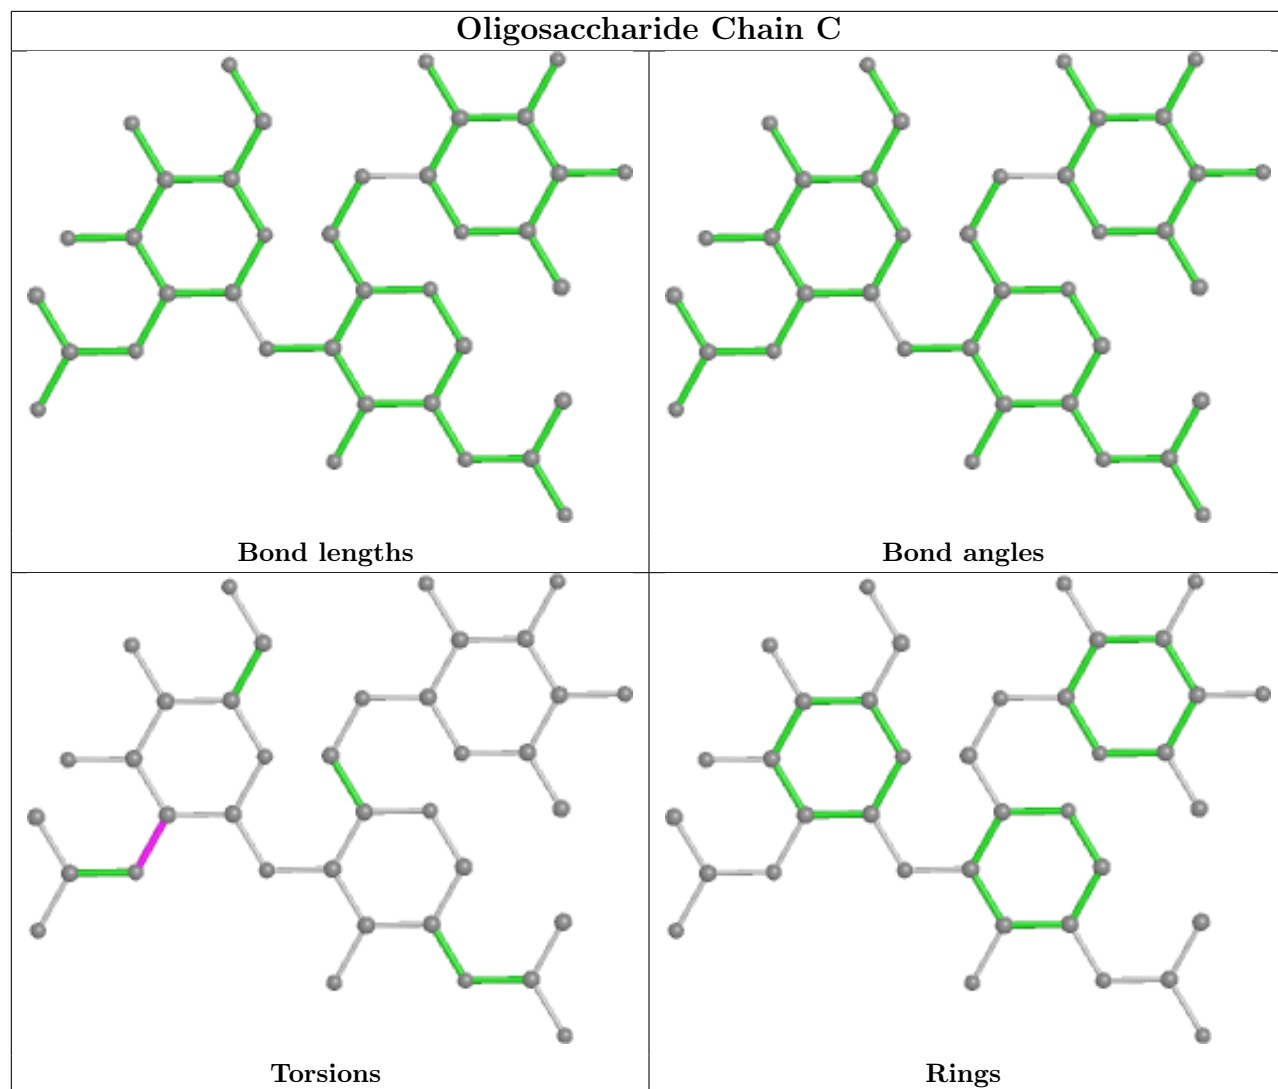 Oligosaccharide Chain C
Bond lengths
Bond angles
Torsions
Rings